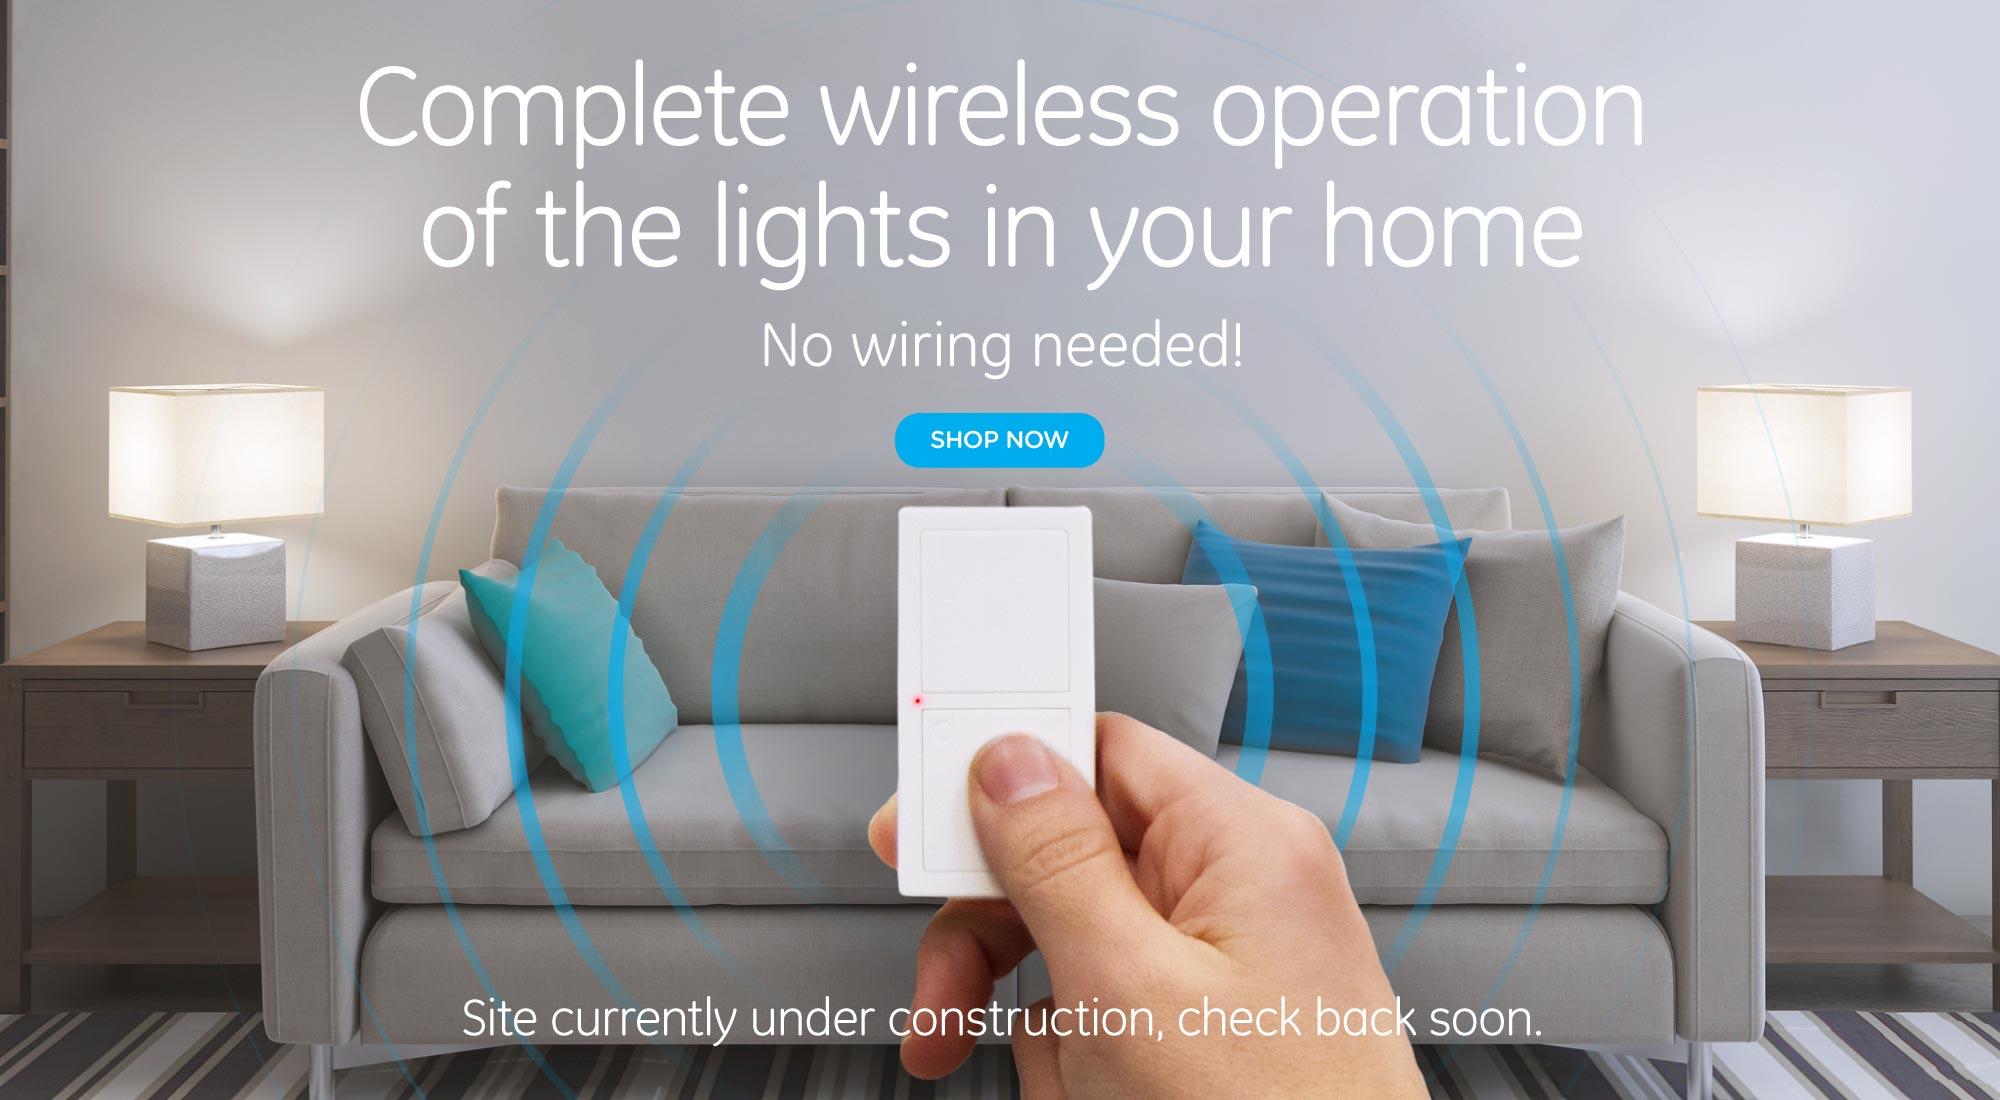 Complete wireless operation
of the lights in your home
No wiring needed!
SHOP NOW
Site currently under construction, check back soon.